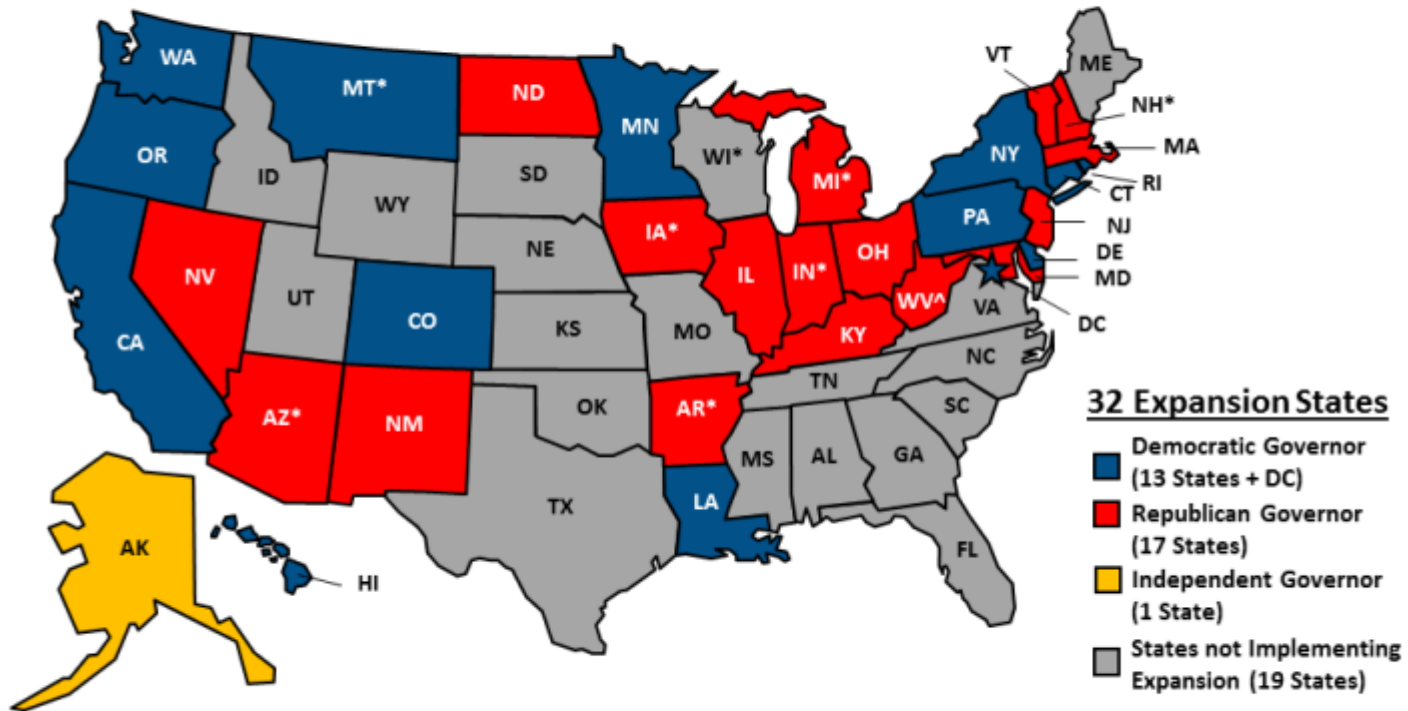 VT
ME
WA
MT*
ND
MN
NH*
OR
ID
SD
WI*
NY
MA
MI*
RI
WY
CT
PA
IA*
NJ
NE
OH
DE
NV
IL
IN*
MD
UT
WV^
CO
VA
CA
KS
MO
KY
DC
NC
TN
OK
AZ*
NM
AR*
SC
32 Expansion States
MS
AL
GA
Democratic Governor
(13 States + DC)
TX
LA
Republican Governor
(17 States)
AK
FL
HI
Independent Governor
(1 State)
States not Implementing
Expansion (19 States)